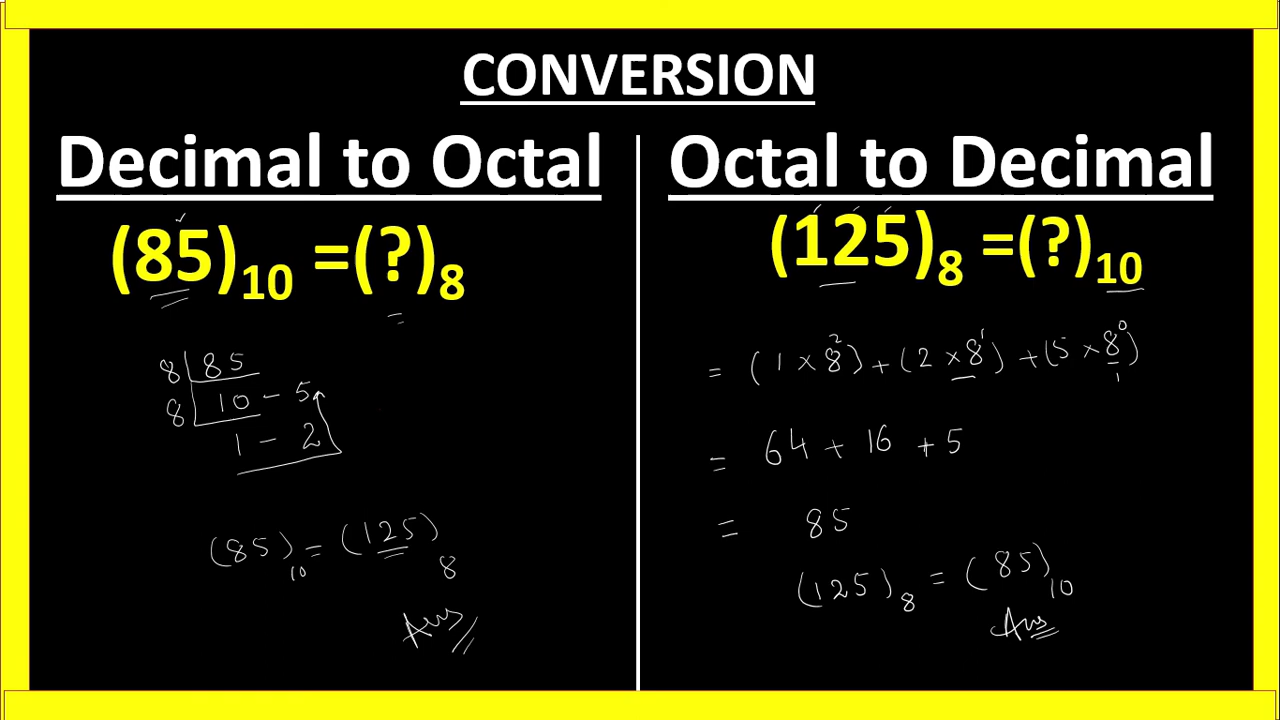 CONVERSION
Decimal to Octal
(85)₁₀ =(?)₈
8 | 85
8 | 10 - 5
1 - 2
(85)₁₀ = (125)₈
Ans
Octal to Decimal
(125)₈ =(?)₁₀
= (1 × 8²) + (2 × 8¹) + (5 × 8⁰)
1
= 64 + 16 + 5
= 85
(125)₈ = (85)₁₀
Ans